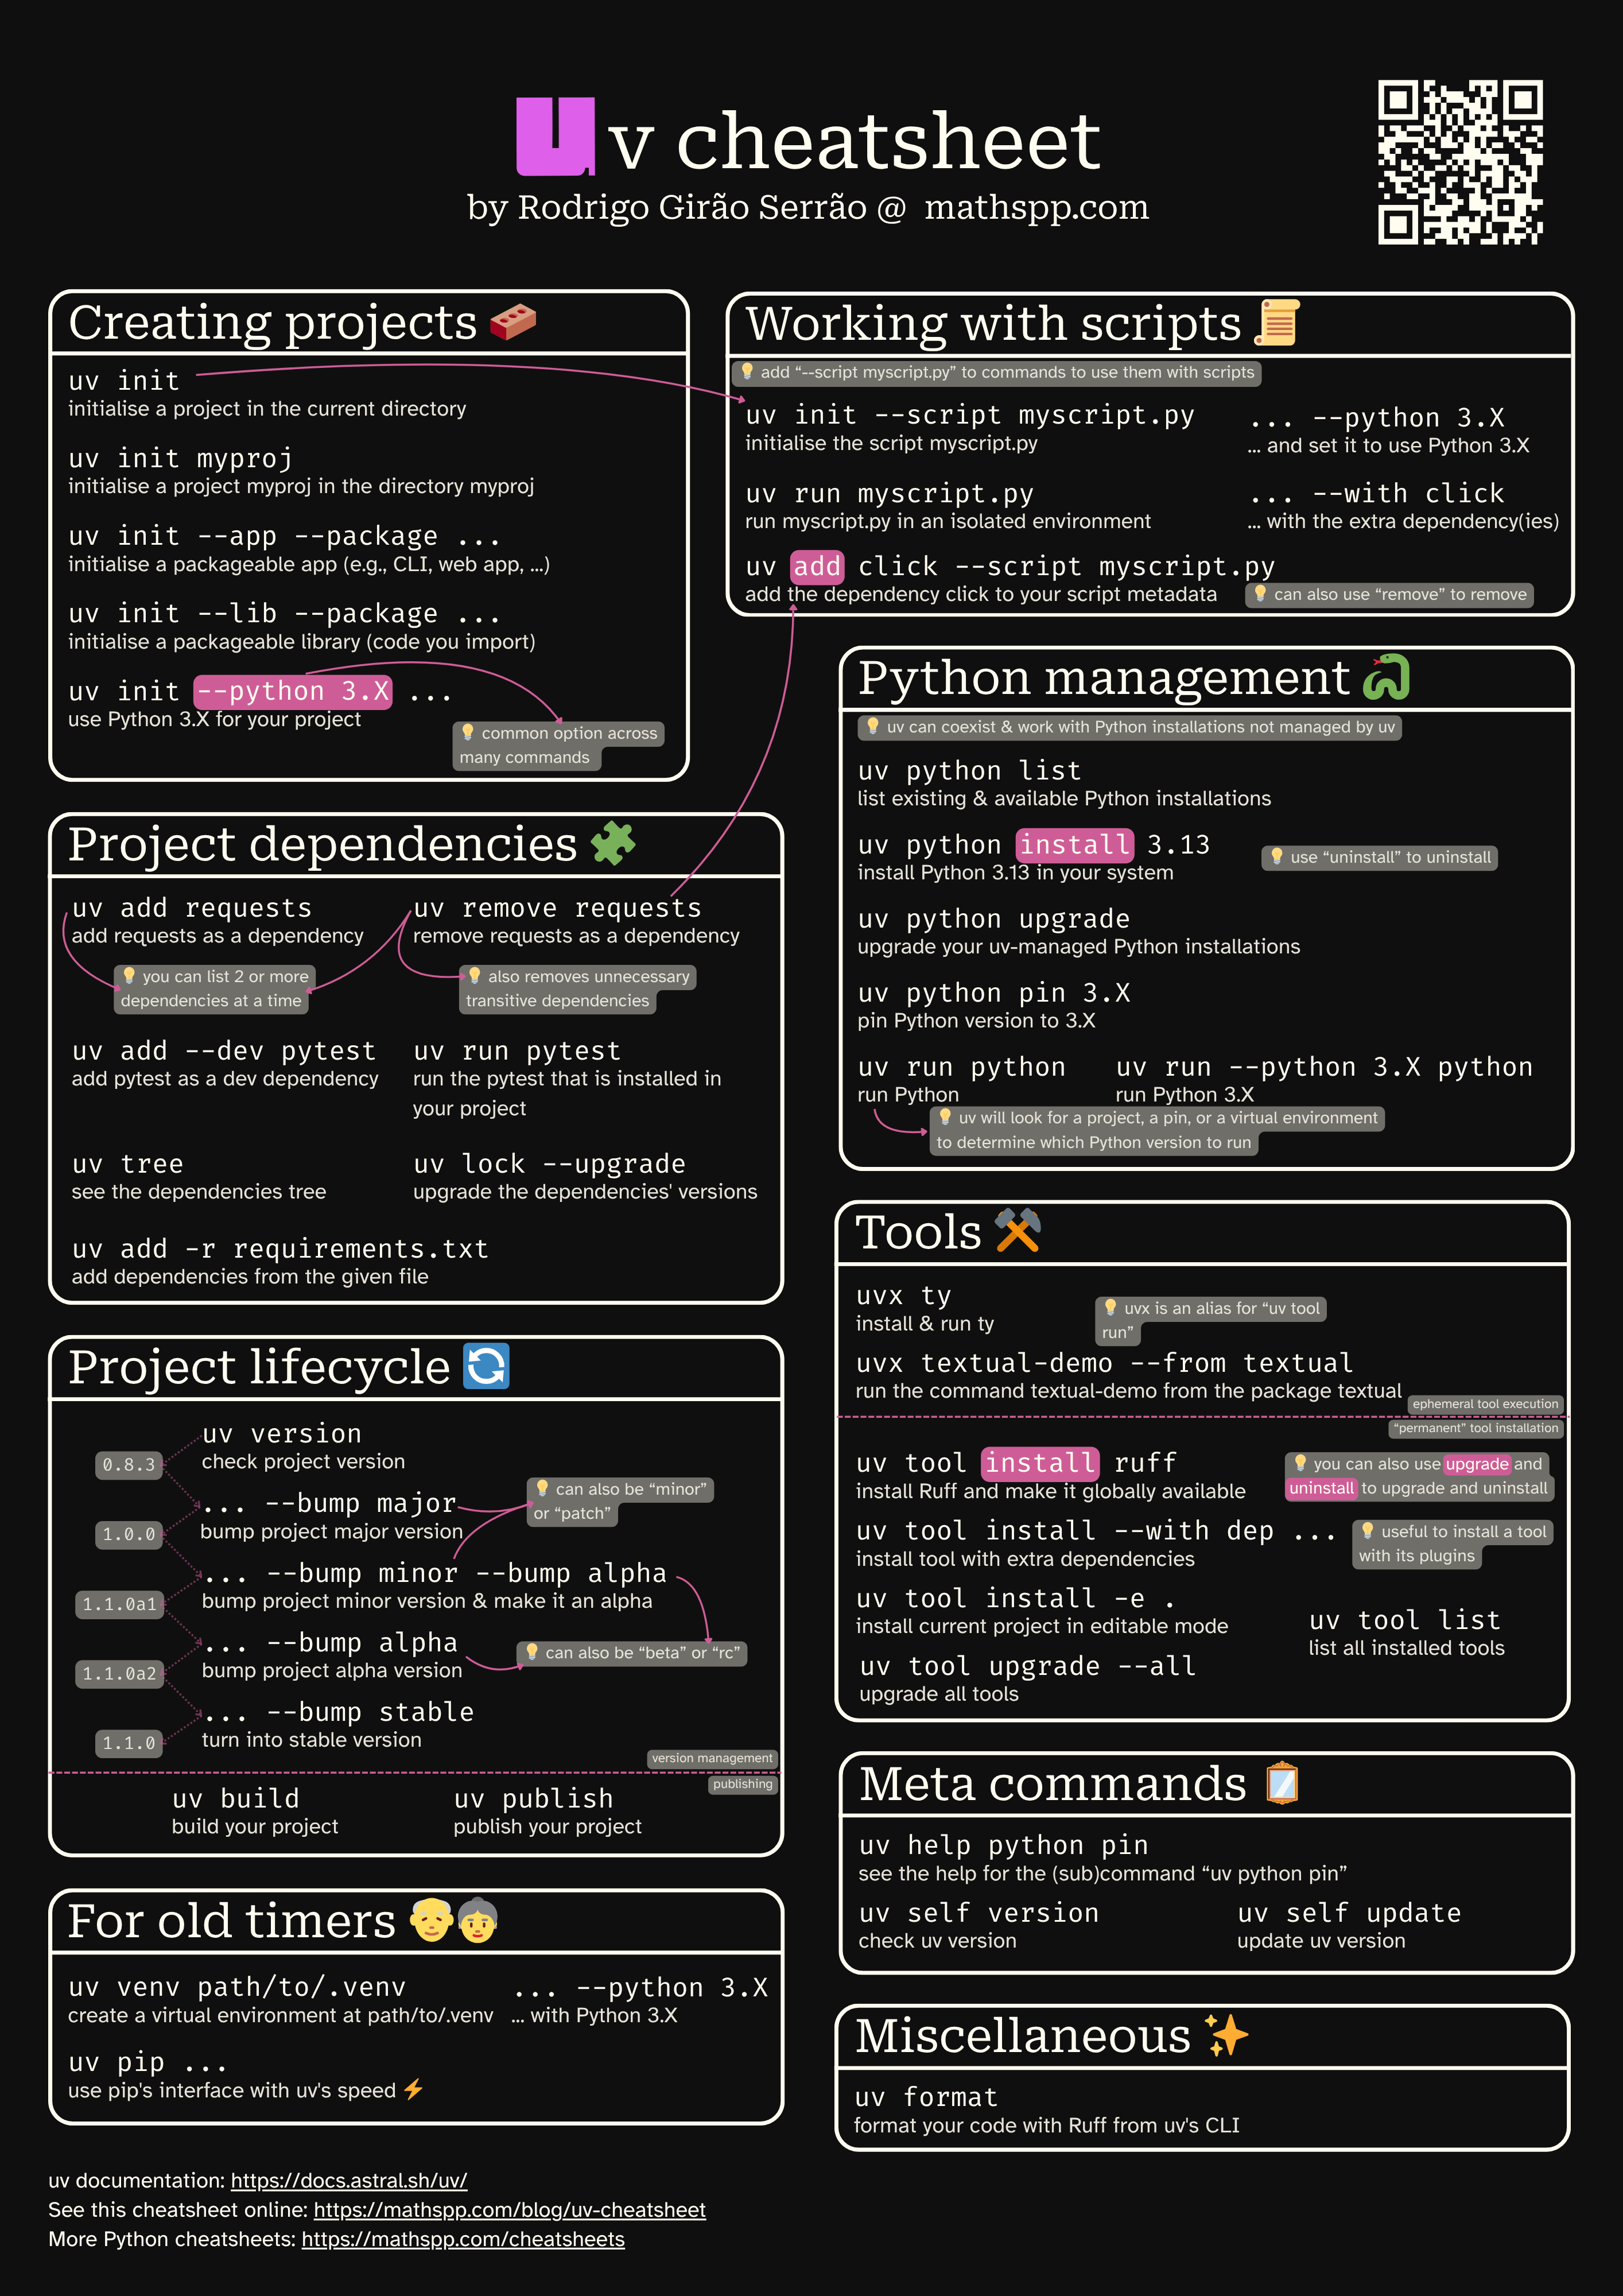 uv cheatsheet
by Rodrigo Girão Serrão @ mathspp.com
Creating projects
uv init
initialise a project in the current directory
uv init myproj
initialise a project myproj in the directory myproj
uv init --app --package ...
initialise a packageable app (e.g., CLI, web app, ...)
uv init --lib --package ...
initialise a packageable library (code you import)
uv init --python 3.X ...
use Python 3.X for your project
common option across
many commands
Working with scripts
add “--script myscript.py” to commands to use them with scripts
uv init --script myscript.py
initialise the script myscript.py
... --python 3.X
... and set it to use Python 3.X
uv run myscript.py
run myscript.py in an isolated environment
... --with click
... with the extra dependency(ies)
uv add click --script myscript.py
add the dependency click to your script metadata
can also use “remove” to remove
Project dependencies
uv add requests
add requests as a dependency
uv remove requests
remove requests as a dependency
you can list 2 or more
dependencies at a time
also removes unnecessary
transitive dependencies
uv add --dev pytest
add pytest as a dev dependency
uv run pytest
run the pytest that is installed in
your project
uv tree
see the dependencies tree
uv lock --upgrade
upgrade the dependencies' versions
uv add -r requirements.txt
add dependencies from the given file
Python management
uv can coexist & work with Python installations not managed by uv
uv python list
list existing & available Python installations
uv python install 3.13
install Python 3.13 in your system
use “uninstall” to uninstall
uv python upgrade
upgrade your uv-managed Python installations
uv python pin 3.X
pin Python version to 3.X
uv run python
run Python
uv run --python 3.X python
run Python 3.X
uv will look for a project, a pin, or a virtual environment
to determine which Python version to run
Project lifecycle
uv version
check project version
0.8.3
... --bump major
bump project major version
can also be “minor”
or “patch”
1.0.0
... --bump minor --bump alpha
bump project minor version & make it an alpha
1.1.0a1
... --bump alpha
bump project alpha version
can also be “beta” or “rc”
1.1.0a2
... --bump stable
turn into stable version
1.1.0
version management
publishing
uv build
build your project
uv publish
publish your project
Tools
uvx ty
install & run ty
uvx is an alias for “uv tool
run”
uvx textual-demo --from textual
run the command textual-demo from the package textual
ephemeral tool execution
“permanent” tool installation
uv tool install ruff
install Ruff and make it globally available
you can also use upgrade and
uninstall to upgrade and uninstall
uv tool install --with dep ...
install tool with extra dependencies
useful to install a tool
with its plugins
uv tool install -e .
install current project in editable mode
uv tool list
list all installed tools
uv tool upgrade --all
upgrade all tools
Meta commands
uv help python pin
see the help for the (sub)command “uv python pin”
uv self version
check uv version
uv self update
update uv version
For old timers
uv venv path/to/.venv
create a virtual environment at path/to/.venv
... --python 3.X
... with Python 3.X
uv pip ...
use pip's interface with uv's speed ⚡
Miscellaneous
uv format
format your code with Ruff from uv's CLI
uv documentation: https://docs.astral.sh/uv/
See this cheatsheet online: https://mathspp.com/blog/uv-cheatsheet
More Python cheatsheets: https://mathspp.com/cheatsheets